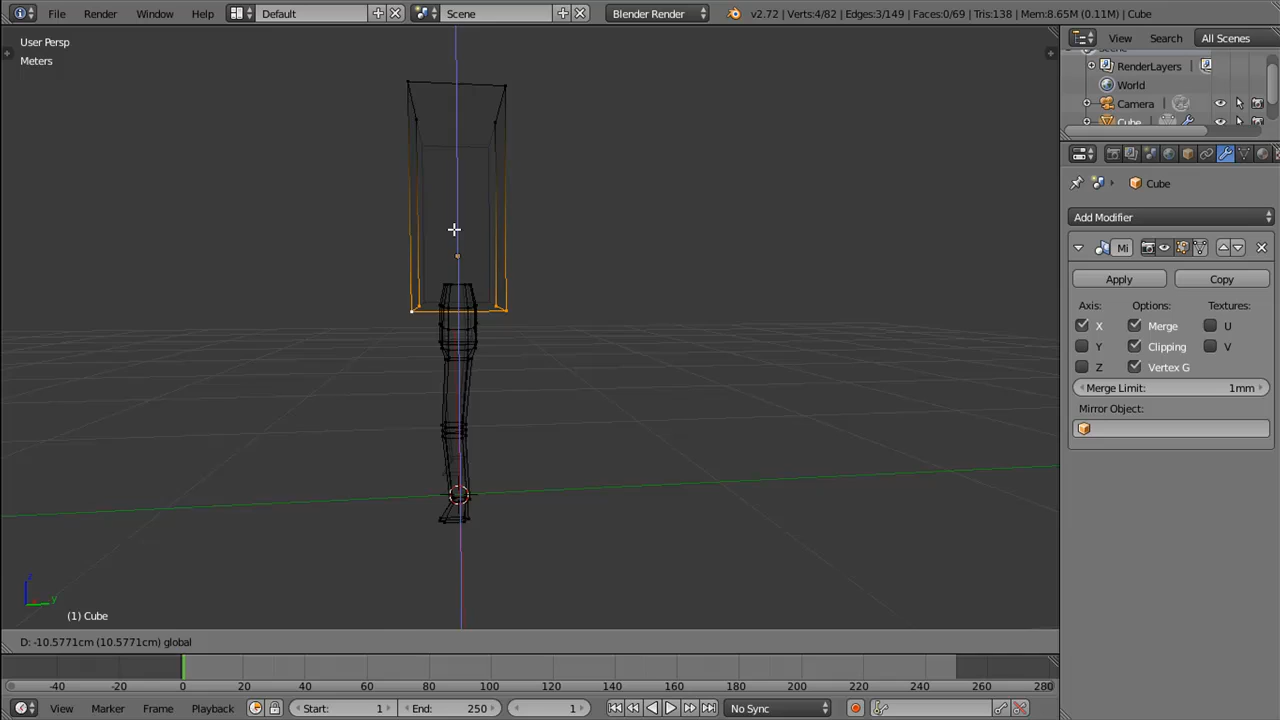 File Render Window Help Default Scene Blender Render v2.72 | Verts:4/82 | Edges:3/149 | Faces:0/69 | Tris:138 | Mem:8.65M (0.11M) | Cube
User Persp
Meters
View Search All Scenes
RenderLayers
World
Camera
Cube
Cube
Add Modifier
Mi
Apply Copy
Axis: Options: Textures:
X Merge U
Y Clipping V
Z Vertex G
Merge Limit: 1mm
Mirror Object:
z
y
(1) Cube
D: -10.5771cm (10.5771cm) global
-40 -20 0 20 40 60 80 100 120 140 160 180 200 220 240 260 280
View Marker Frame Playback Start: 1 End: 250 1 No Sync